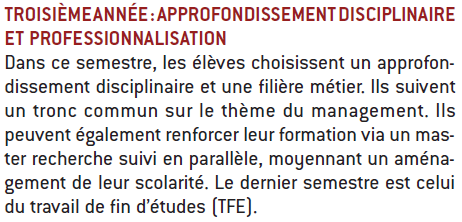 TROISIÈME ANNÉE : APPROFONDISSEMENT DISCIPLINAIRE
ET PROFESSIONNALISATION
Dans ce semestre, les élèves choisissent un approfon-
dissement disciplinaire et une filière métier. Ils suivent
un tronc commun sur le thème du management. Ils
peuvent également renforcer leur formation via un mas-
ter recherche suivi en parallèle, moyennant un aména-
gement de leur scolarité. Le dernier semestre est celui
du travail de fin d'études (TFE).